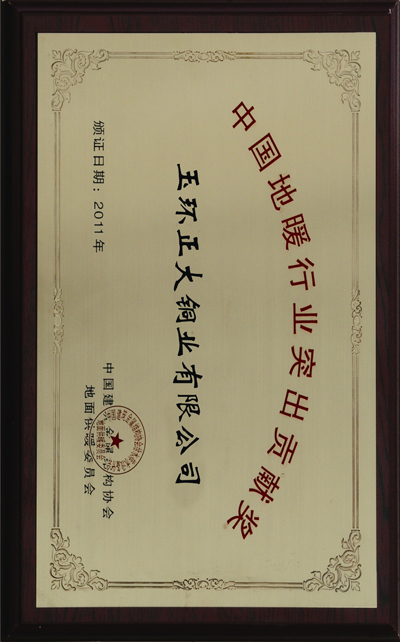 中国地暖行业突出贡献奖
玉环正大铜业有限公司
中国建 金属 构协会
地面供暖委员会
颁证日期：2011年